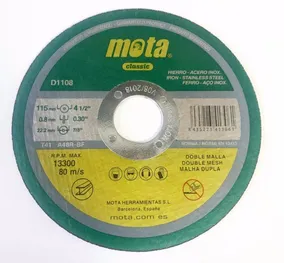 mota
classic
D1108
HIERRO - ACERO INOX.
IRON - STAINLESS STEEL
FERRO - AÇO INOX.
115 mm 4 1/2"
0.8 mm 0.30"
22.2 mm 7/8"
T41 A46R-BF
R.P.M. MAX
13300
80 m/s
DOBLE MALLA
DOUBLE MESH
MALHA DUPLA
MOTA HERRAMIENTAS S.L.
Barcelona, España
mota.com.es